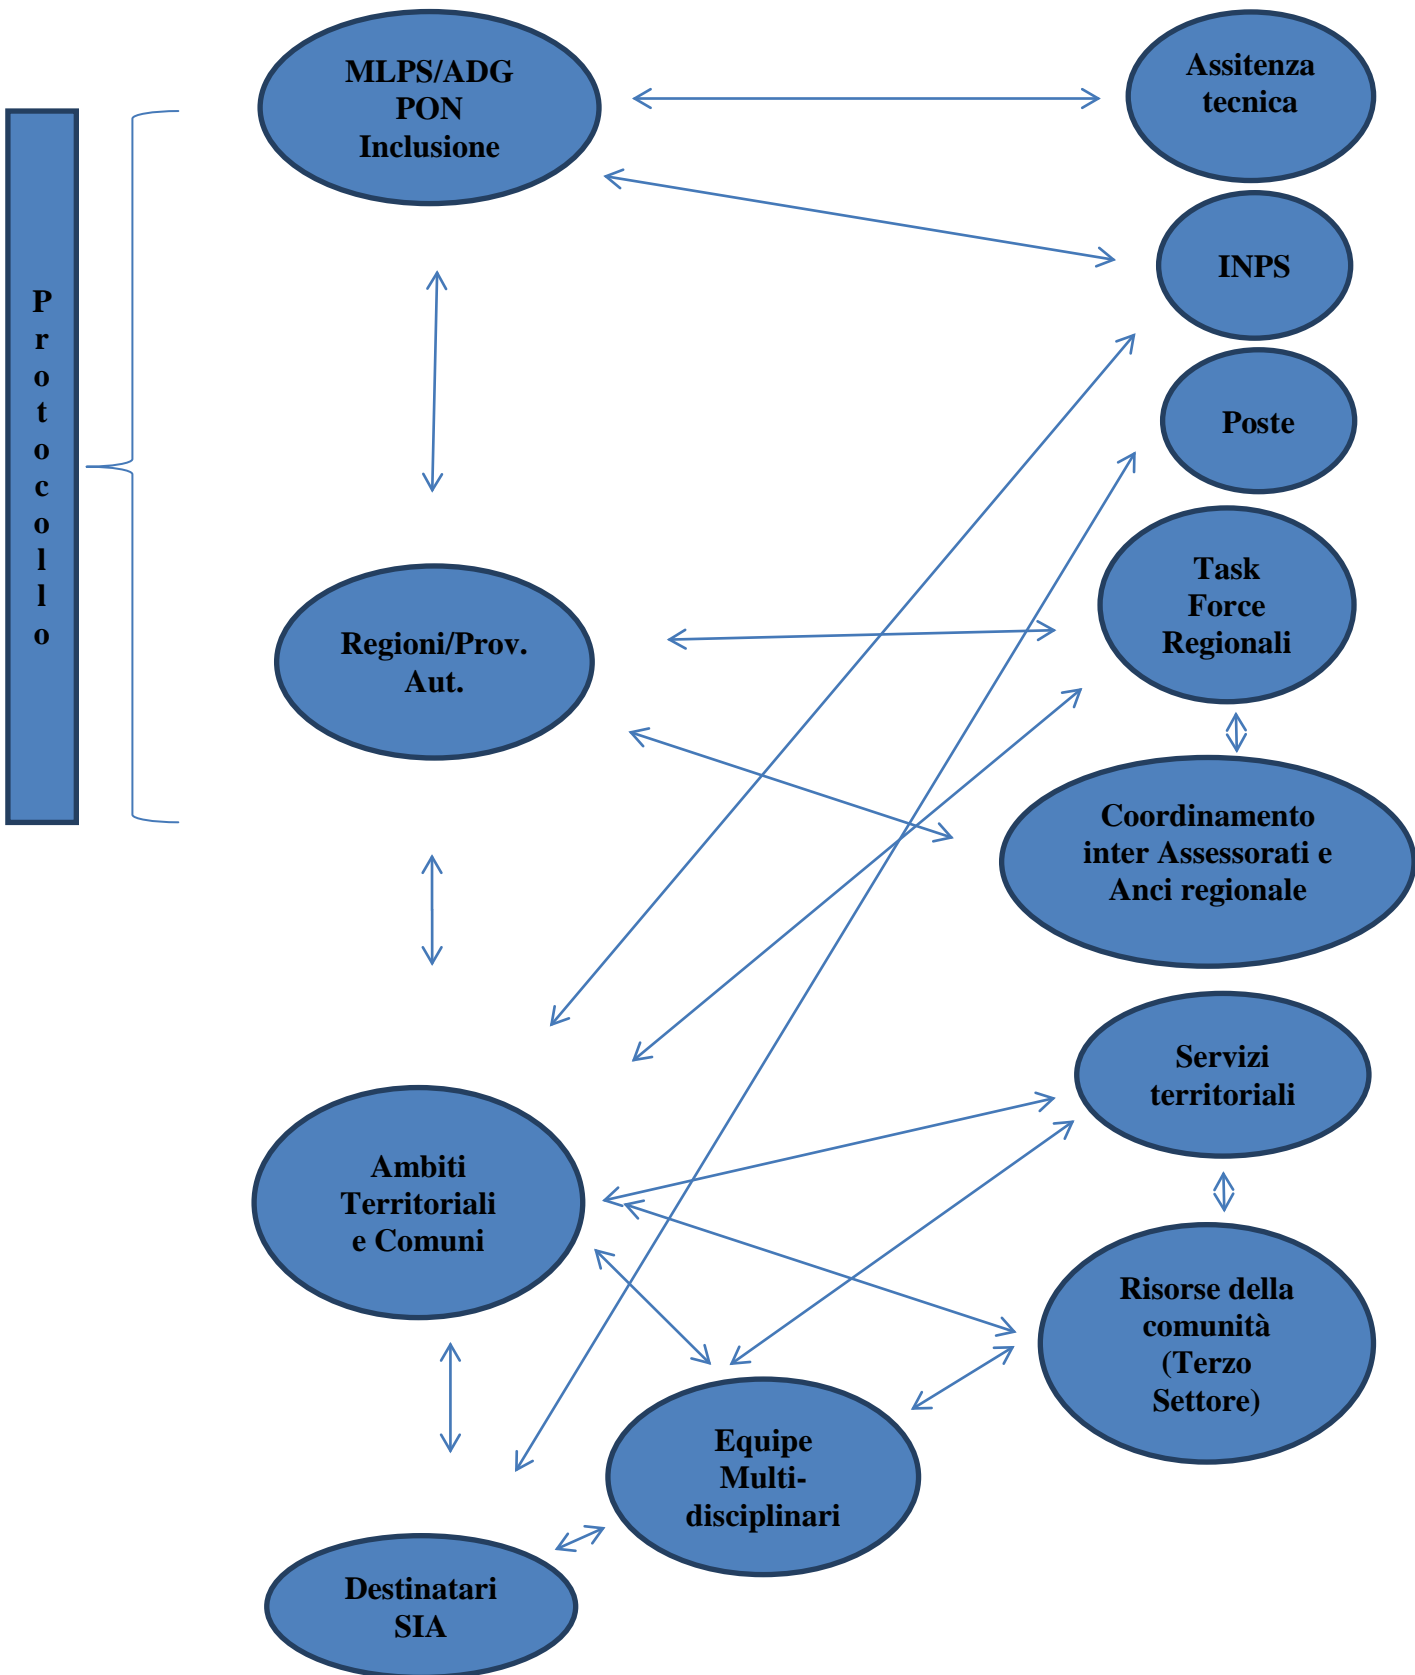 Protocollo
MLPS/ADG
PON
Inclusione
Assitenza
tecnica
INPS
Poste
Task
Force
Regionali
Regioni/Prov.
Aut.
Coordinamento
inter Assessorati e
Anci regionale
Servizi
territoriali
Ambiti
Territoriali
e Comuni
Risorse della
comunità
(Terzo
Settore)
Equipe
Multi-
disciplinari
Destinatari
SIA